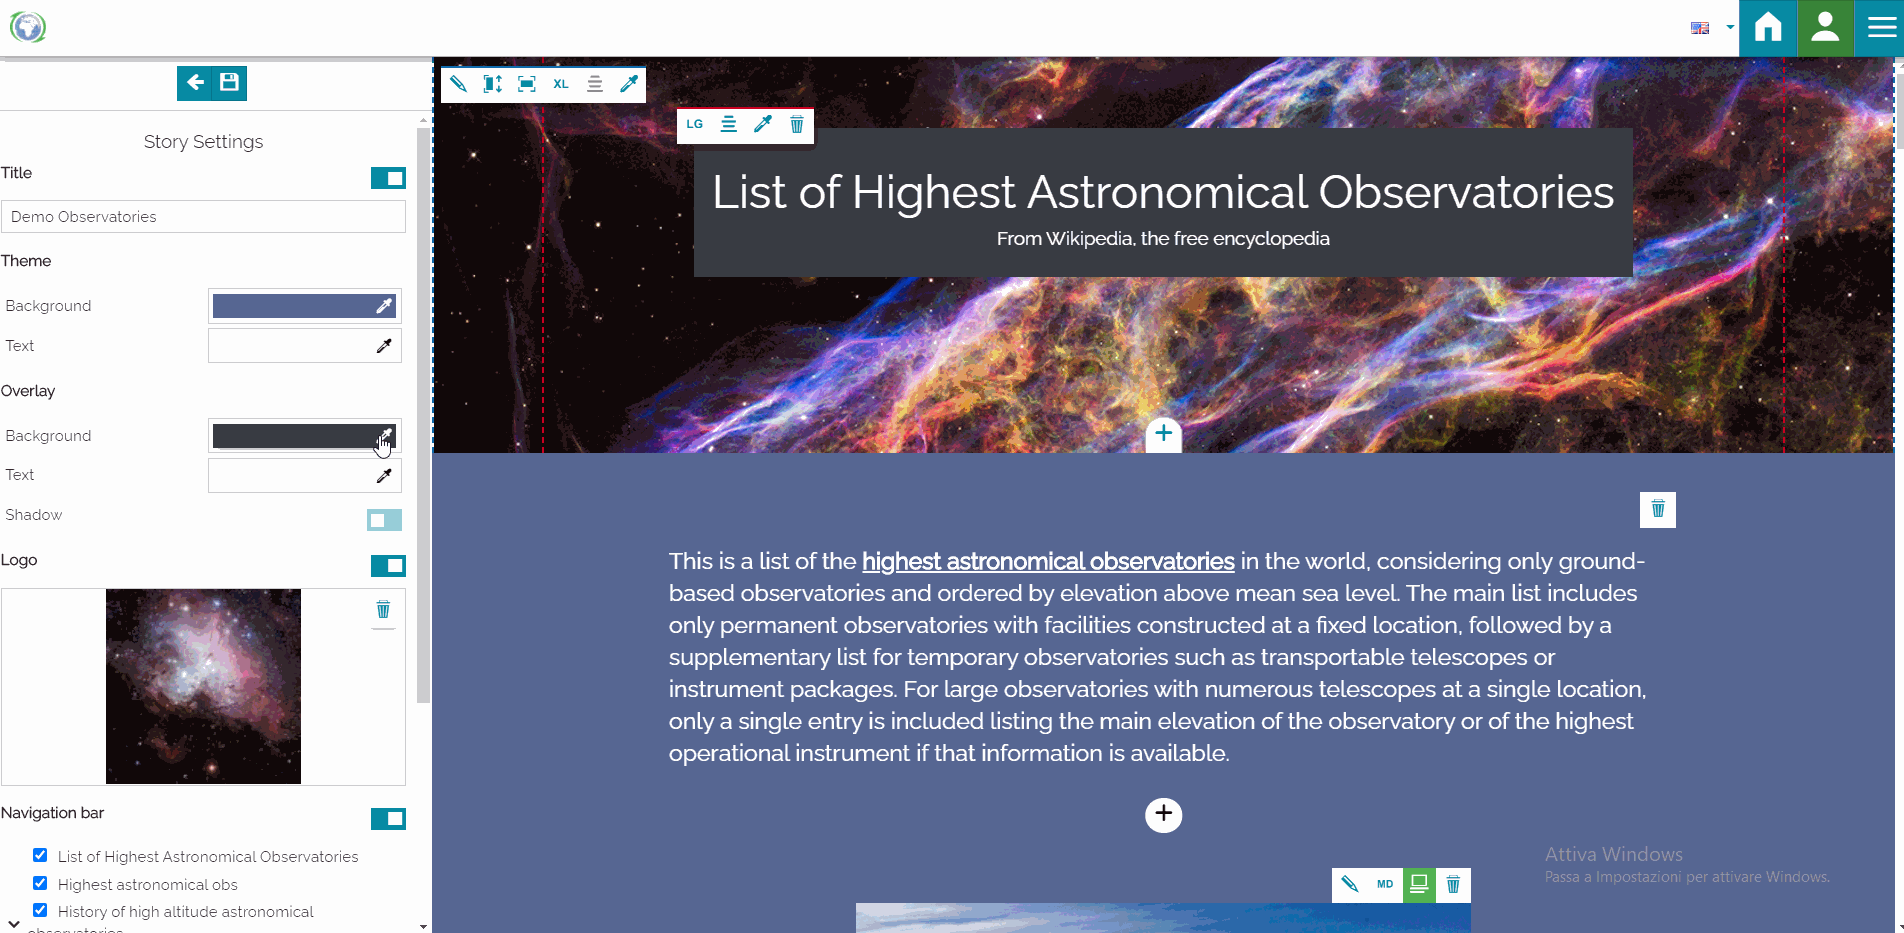 Story Settings
Title
Demo Observatories
Theme
Background
Text
Overlay
Background
Text
Shadow
Logo
Navigation bar
List of Highest Astronomical Observatories
Highest astronomical obs
History of high altitude astronomical
observatories
XL
LG
List of Highest Astronomical Observatories
From Wikipedia, the free encyclopedia
This is a list of the highest astronomical observatories in the world, considering only ground-
based observatories and ordered by elevation above mean sea level. The main list includes
only permanent observatories with facilities constructed at a fixed location, followed by a
supplementary list for temporary observatories such as transportable telescopes or
instrument packages. For large observatories with numerous telescopes at a single location,
only a single entry is included listing the main elevation of the observatory or of the highest
operational instrument if that information is available.
MD
Attiva Windows
Passa a Impostazioni per attivare Windows.